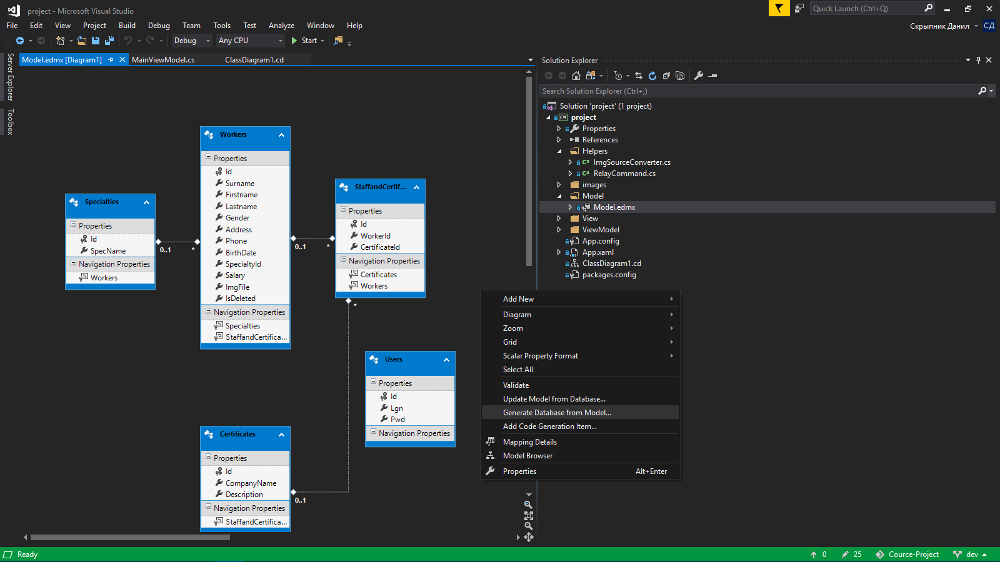 project - Microsoft Visual Studio
Quick Launch (Ctrl+Q)
File Edit View Project Build Debug Team Tools Test Analyze Window Help
Скрыпник Данил СД
Debug Any CPU Start
Server Explorer
Toolbox
Model.edmx [Diagram1] MainViewModel.cs ClassDiagram1.cd
Specialties
Properties
Id
SpecName
Navigation Properties
Workers
0..1
*
Workers
Properties
Id
Surname
Firstname
Lastname
Gender
Address
Phone
BirthDate
SpecialtyId
Salary
ImgFile
IsDeleted
Navigation Properties
Specialties
StaffandCertifica...
0..1
*
StaffandCertif...
Properties
Id
WorkerId
CertificateId
Navigation Properties
Certificates
Workers
*
Users
Properties
Id
Lgn
Pwd
Navigation Properties
Certificates
Properties
Id
CompanyName
Description
Navigation Properties
StaffandCertifica...
0..1
Solution Explorer
Search Solution Explorer (Ctrl+;)
Solution 'project' (1 project)
C# project
Properties
References
Helpers
C# ImgSourceConverter.cs
C# RelayCommand.cs
images
Model
Model.edmx
View
ViewModel
App.config
App.xaml
ClassDiagram1.cd
packages.config
Add New
Diagram
Zoom
Grid
Scalar Property Format
Select All
Validate
Update Model from Database...
Generate Database from Model...
Add Code Generation Item...
Mapping Details
Model Browser
Properties Alt+Enter
Ready
0 25 Cource-Project dev